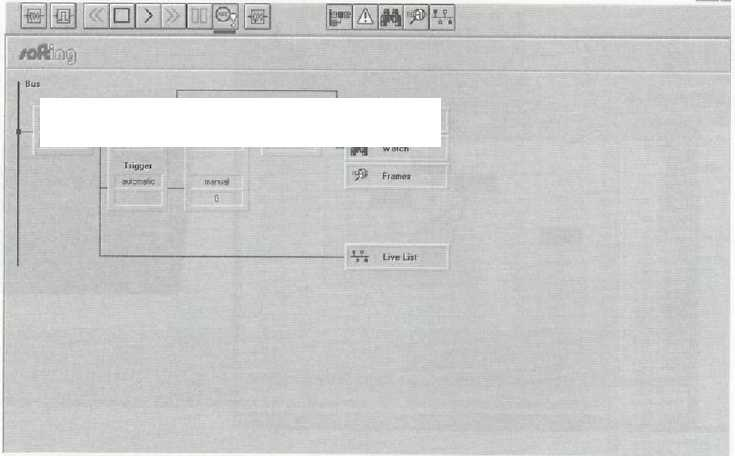 softing
Bus
Watch
Trigger
automatic
manual
Frames
0
Live List